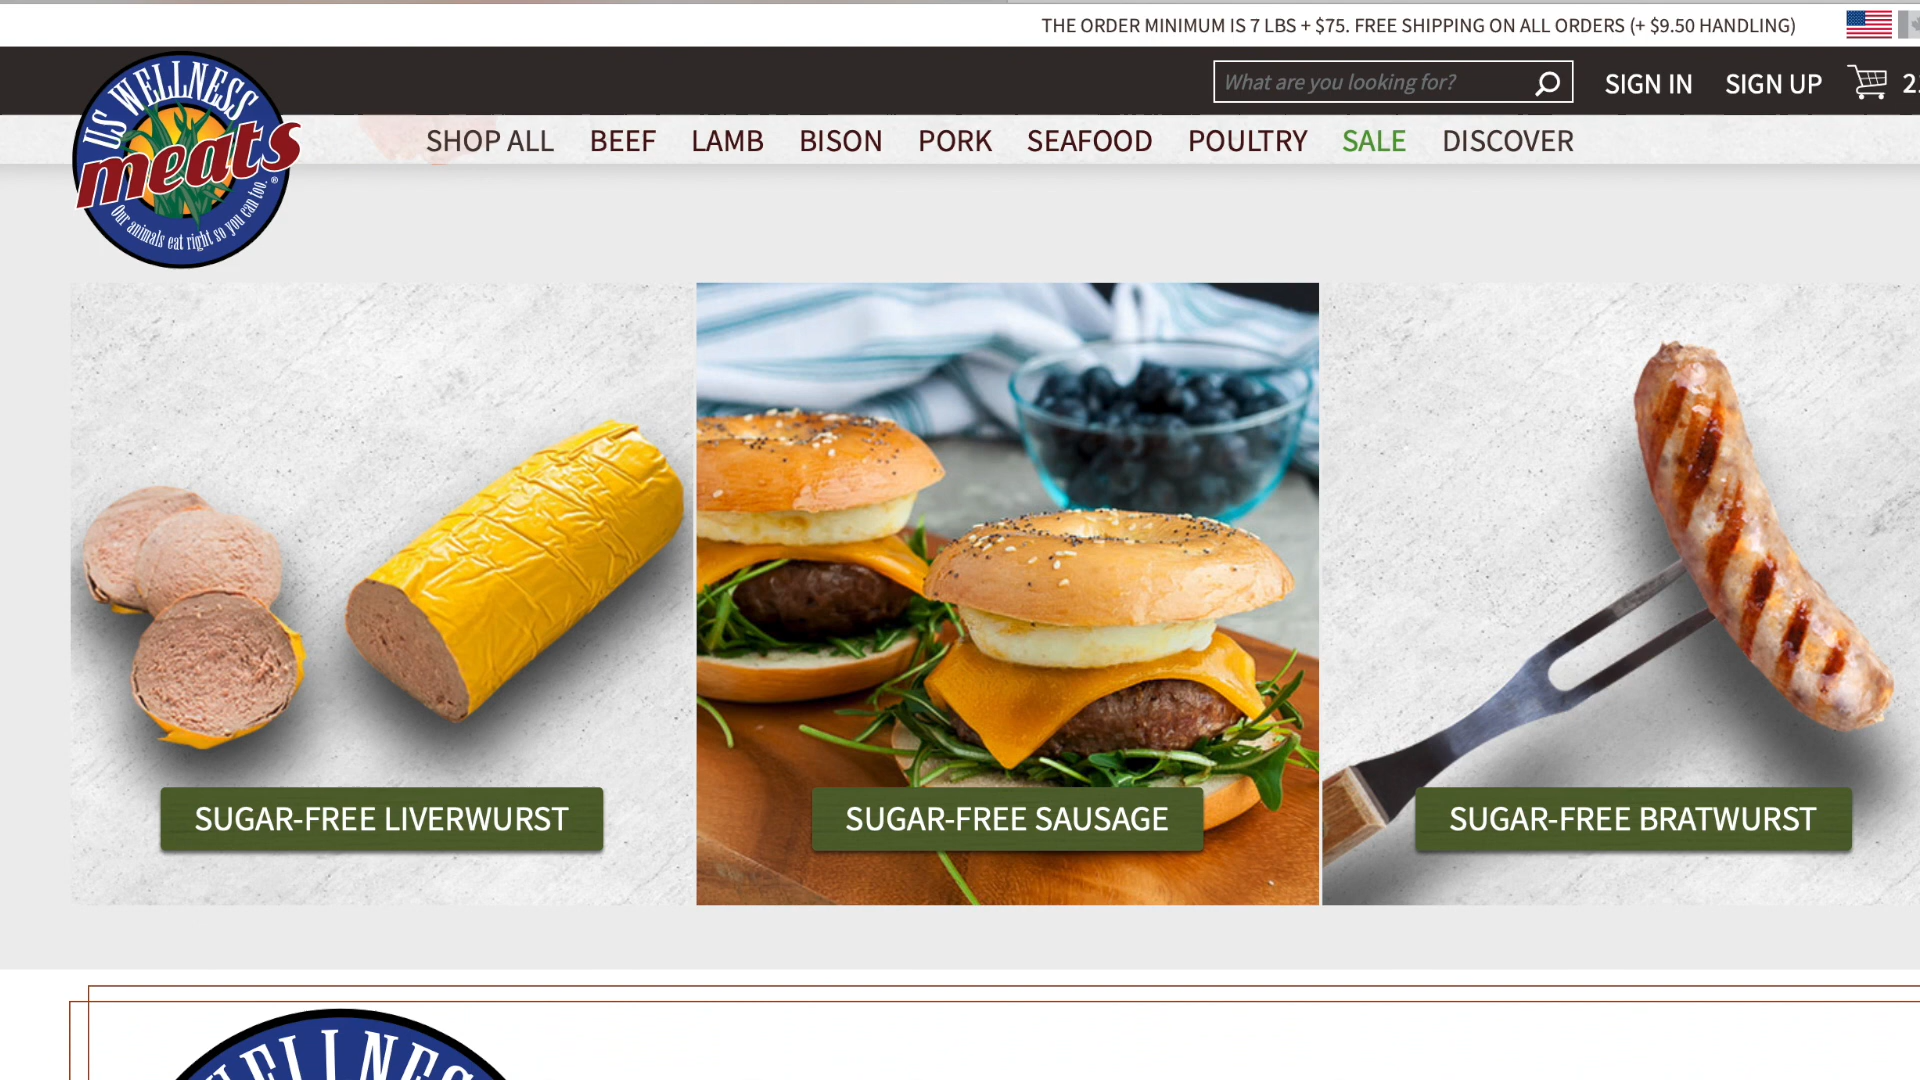 THE ORDER MINIMUM IS 7 LBS + $75. FREE SHIPPING ON ALL ORDERS (+ $9.50 HANDLING)
What are you looking for?
SIGN IN
SIGN UP
US WELLNESS
meats
®
Our animals eat right so you can too.
SHOP ALL
BEEF
LAMB
BISON
PORK
SEAFOOD
POULTRY
SALE
DISCOVER
SUGAR-FREE LIVERWURST
SUGAR-FREE SAUSAGE
SUGAR-FREE BRATWURST